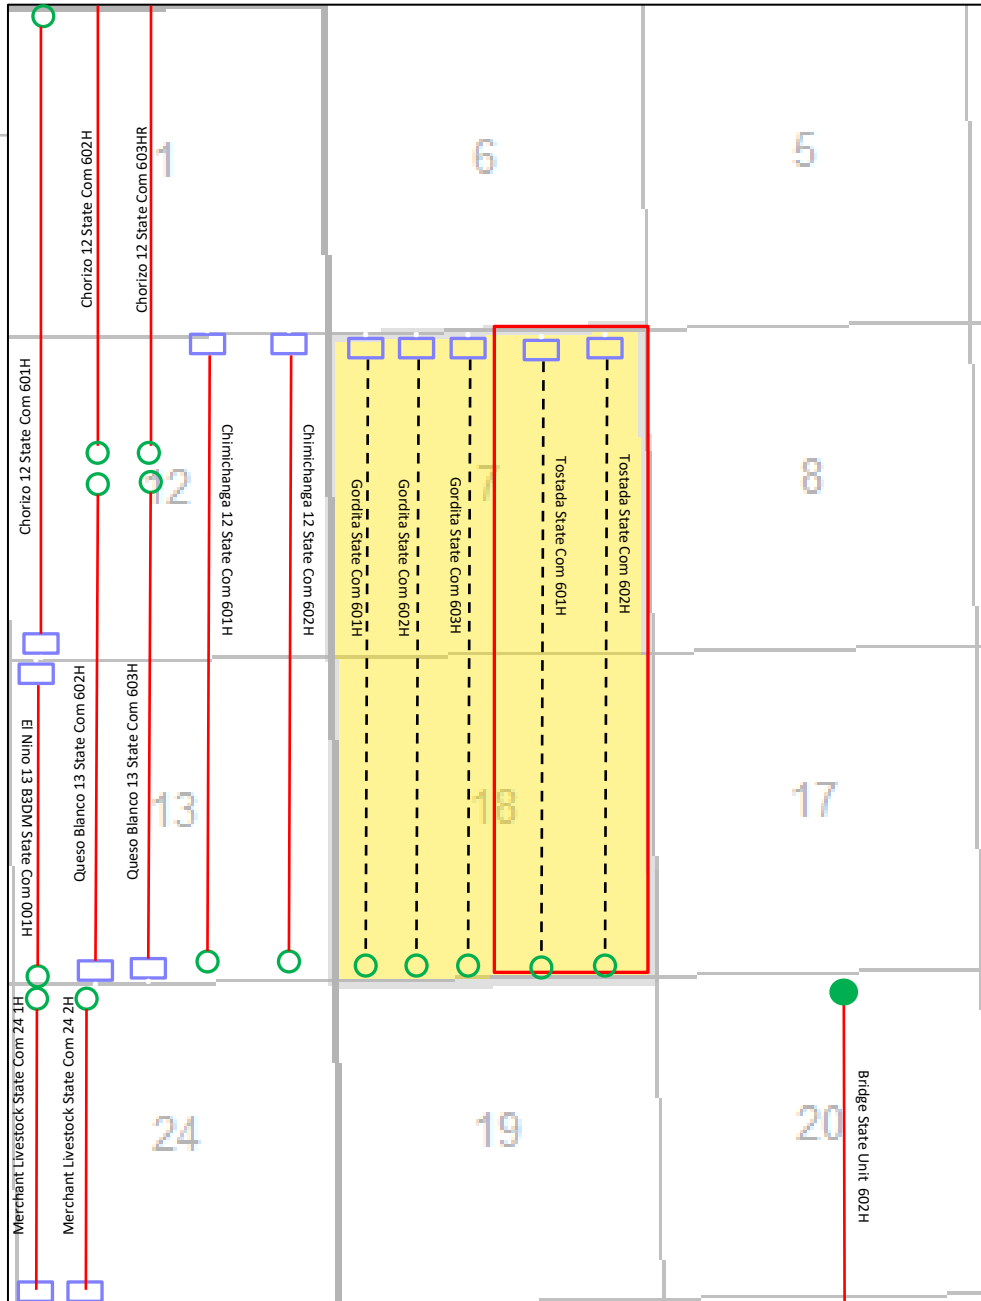 1
6
5
Chorizo 12 State Com 602H
Chorizo 12 State Com 603HR
Chorizo 12 State Com 601H
12
7
8
Chimichanga 12 State Com 601H
Chimichanga 12 State Com 602H
Gordita State Com 601H
Gordita State Com 602H
Gordita State Com 603H
Tostada State Com 601H
Tostada State Com 602H
El Nino 13 B3DM State Com 001H
Queso Blanco 13 State Com 602H
Queso Blanco 13 State Com 603H
13
18
17
Merchant Livestock State Com 24 1H
Merchant Livestock State Com 24 2H
24
19
20
Bridge State Unit 602H